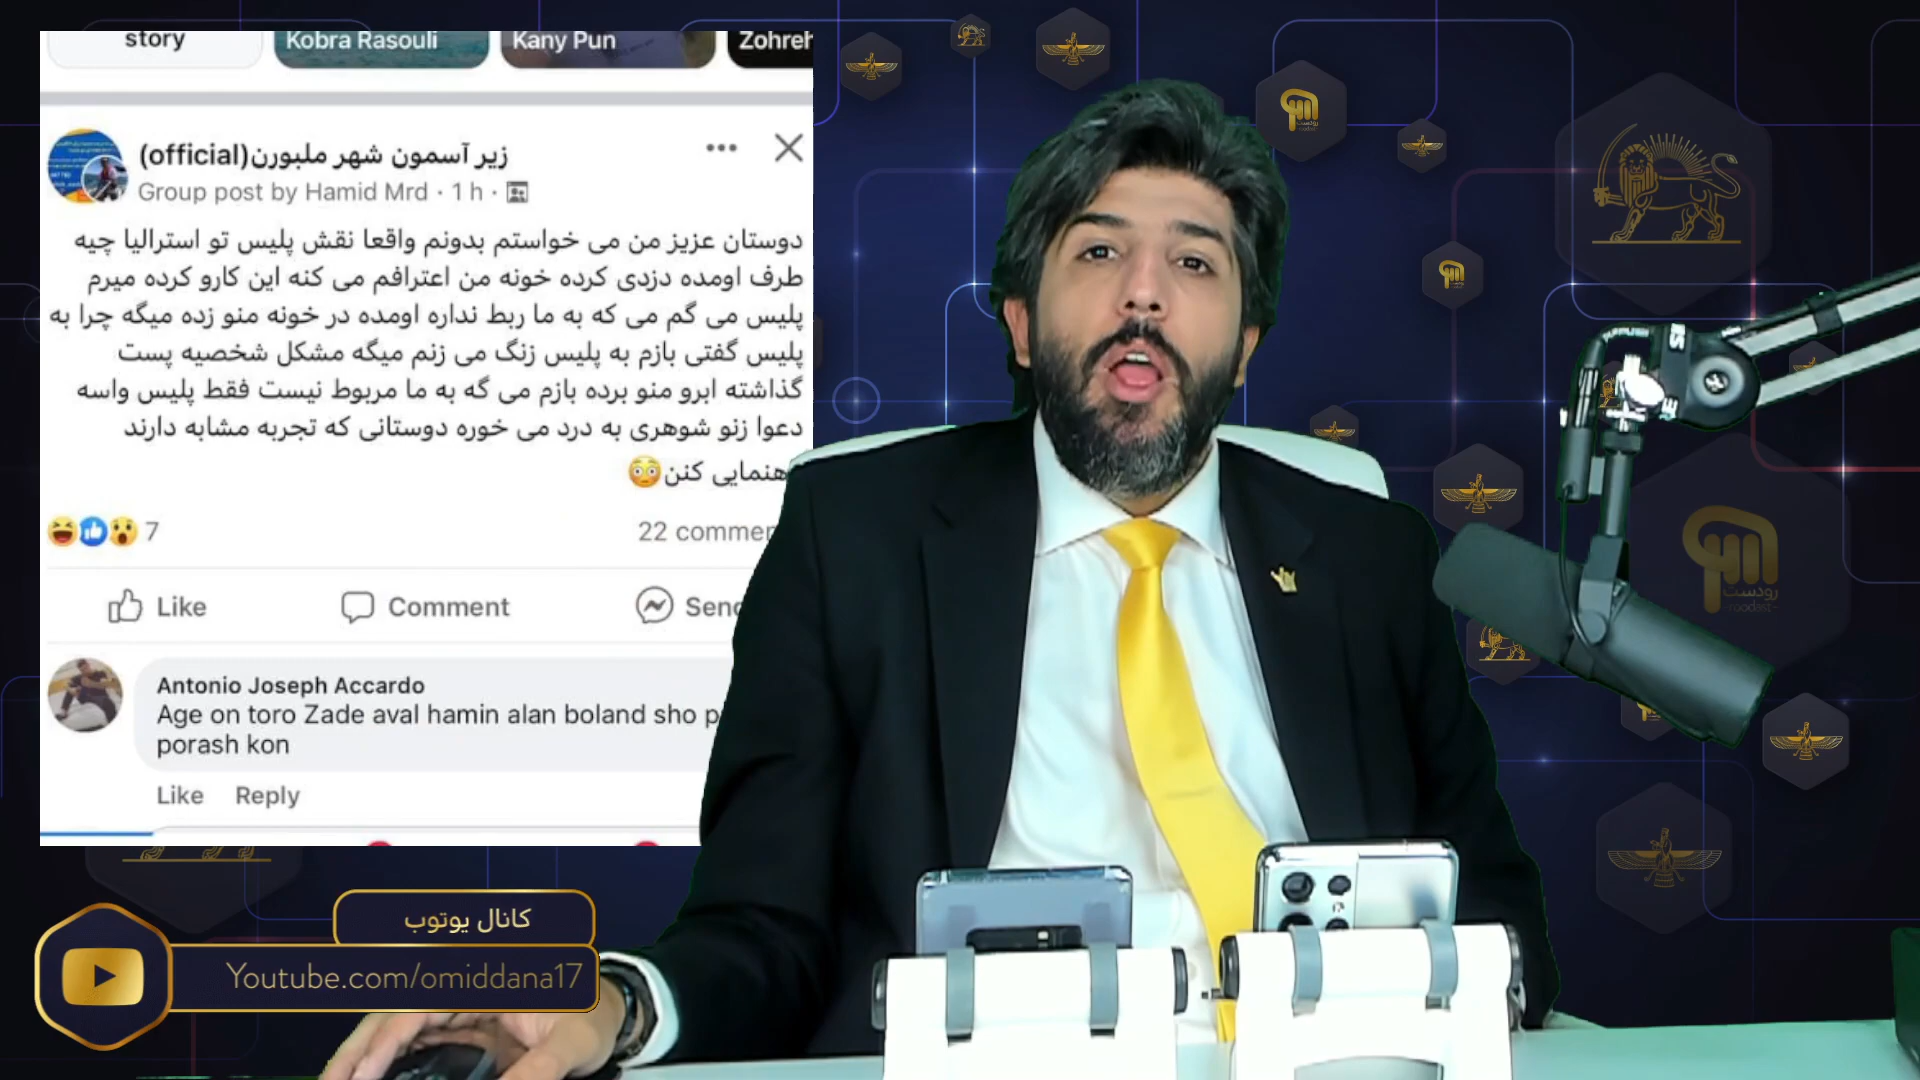 story
Kobra Rasouli
Kany Pun
Zohreh
زیر آسمون شهر ملبورن(official)
Group post by Hamid Mrd · 1 h ·
دوستان عزیز من می خواستم بدونم واقعا نقش پلیس تو استرالیا چیه
طرف اومده دزدی کرده خونه من اعترافم می کنه این کارو کرده میرم
پلیس می گم می که به ما ربط نداره اومده در خونه منو زده میگه چرا به
پلیس گفتی بازم به پلیس زنگ می زنم میگه مشکل شخصیه پست
گذاشته ابرو منو برده بازم می گه به ما مربوط نیست فقط پلیس واسه
دعوا زنو شوهری به درد می خوره دوستانی که تجربه مشابه دارند
هنمایی کنن😳
7
22 commen
Like
Comment
Send
Antonio Joseph Accardo
Age on toro Zade aval hamin alan boland sho p
porash kon
Like
Reply
کانال یوتوب
Youtube.com/omiddana17
رودست
-roodast-